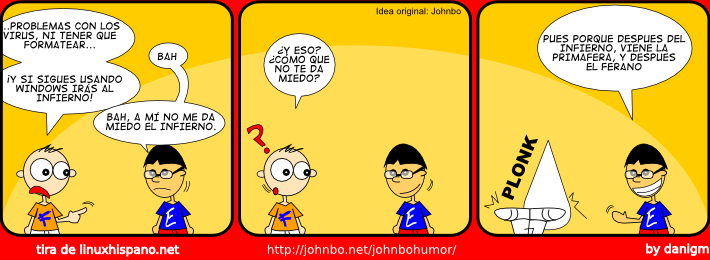 ..PROBLEMAS CON LOS
VIRUS, NI TENER QUE
FORMATEAR...
¡Y SI SIGUES USANDO
WINDOWS IRÁS AL
INFIERNO!
BAH
BAH, A MÍ NO ME DA
MIEDO EL INFIERNO.
F
E
Idea original: Johnbo
¿Y ESO?
¿CÓMO QUE
NO TE DA
MIEDO?
?
F
E
PUES PORQUE DESPUES DEL
INFIERNO, VIENE LA
PRIMAFERA, Y DESPUES
EL FERANO
PLONK
E
tira de linuxhispano.net
http://johnbo.net/johnbohumor/
by danigm